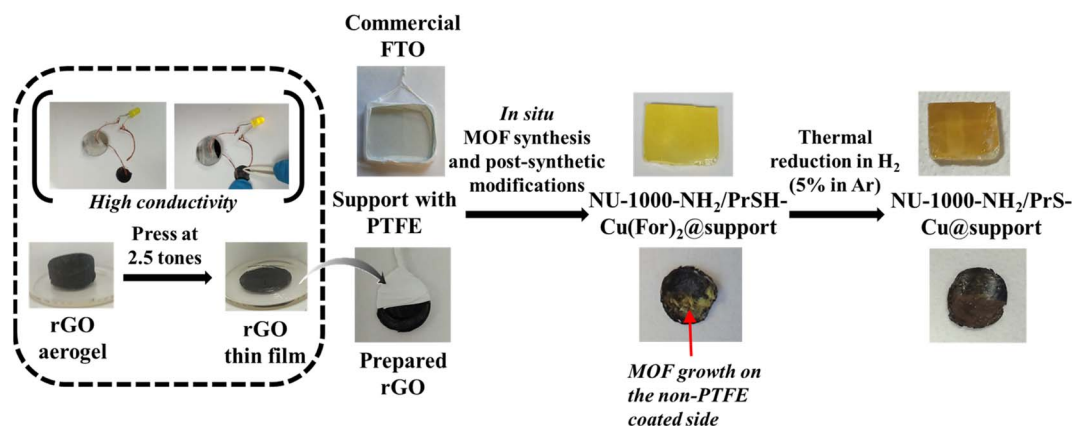 High conductivity
Press at
2.5 tones
rGO
aerogel
rGO
thin film
Commercial
FTO
Support with
PTFE
Prepared
rGO
In situ
MOF synthesis
and post-synthetic
modifications
NU-1000-NH₂/PrSH-
Cu(For)₂@support
MOF growth on
the non-PTFE
coated side
Thermal
reduction in H₂
(5% in Ar)
NU-1000-NH₂/PrS-
Cu@support